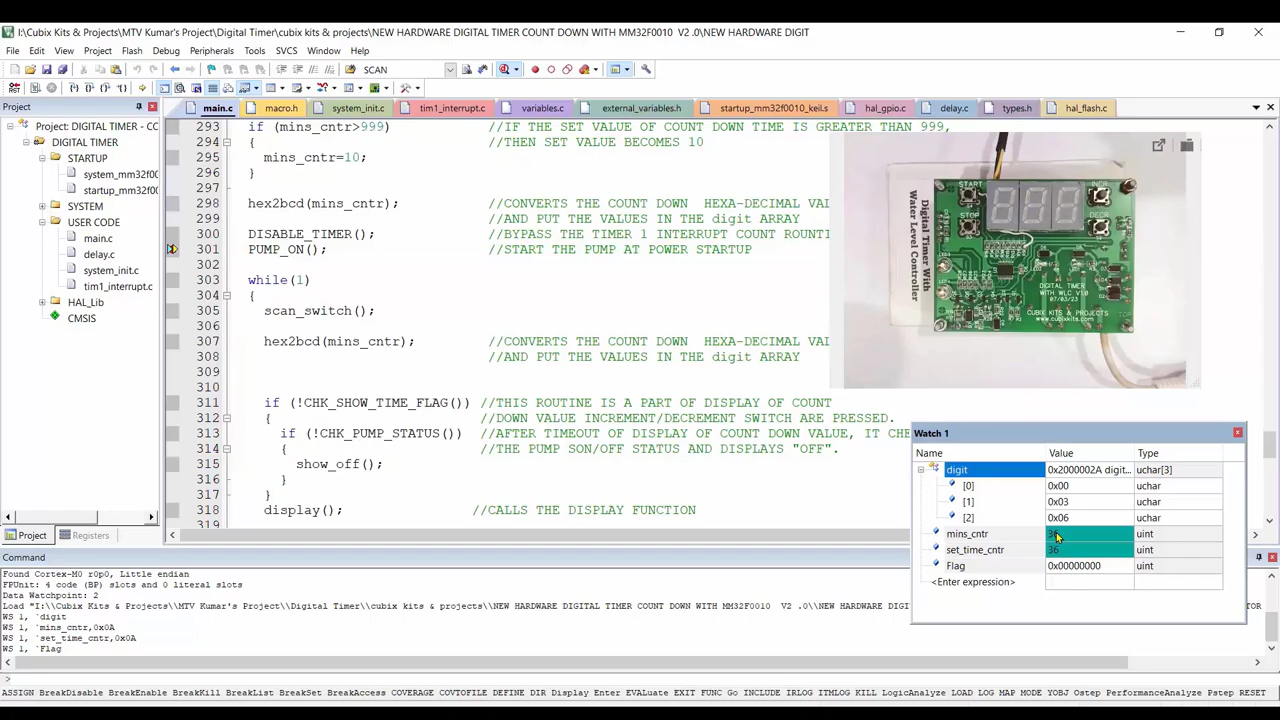 I:\Cubix Kits & Projects\MTV Kumar's Project\Digital Timer\cubix kits & projects\NEW HARDWARE DIGITAL TIMER COUNT DOWN WITH MM32F0010 V2 .0\NEW HARDWARE DIGIT
File Edit View Project Flash Debug Peripherals Tools SVCS Window Help
SCAN
Project
main.c macro.h system_init.c tim1_interrupt.c variables.c external_variables.h startup_mm32f0010_keil.s hal_gpio.c delay.c types.h hal_flash.c
Project: DIGITAL TIMER - CO
DIGITAL TIMER
STARTUP
system_mm32f00
startup_mm32f0
SYSTEM
USER CODE
main.c
delay.c
system_init.c
tim1_interrupt.c
HAL_Lib
CMSIS
Project Registers
293 if (mins_cntr>999) //IF THE SET VALUE OF COUNT DOWN TIME IS GREATER THAN 999,
294 { //THEN SET VALUE BECOMES 10
295 mins_cntr=10;
296 }
297
298 hex2bcd(mins_cntr); //CONVERTS THE COUNT DOWN HEXA-DECIMAL VAL
299 //AND PUT THE VALUES IN THE digit ARRAY
300 DISABLE_TIMER(); //BYPASS THE TIMER 1 INTERRUPT COUNT ROUTI
301 PUMP_ON(); //START THE PUMP AT POWER STARTUP
302
303 while(1)
304 {
305 scan_switch();
306
307 hex2bcd(mins_cntr); //CONVERTS THE COUNT DOWN HEXA-DECIMAL VAL
308 //AND PUT THE VALUES IN THE digit ARRAY
309
310
311 if (!CHK_SHOW_TIME_FLAG()) //THIS ROUTINE IS A PART OF DISPLAY OF COUNT
312 { //DOWN VALUE INCREMENT/DECREMENT SWITCH ARE PRESSED.
313 if (!CHK_PUMP_STATUS()) //AFTER TIMEOUT OF DISPLAY OF COUNT DOWN VALUE, IT CHE
314 { //THE PUMP SON/OFF STATUS AND DISPLAYS "OFF".
315 show_off();
316 }
317 }
318 display(); //CALLS THE DISPLAY FUNCTION
319
Digital Timer With
Water Level Controller
START
STOP
INCR
DECR
DIGITAL TIMER
WITH WLC V1.0
07/03/23
CUBIX KITS & PROJECTS
www.cubixkits.com
TOP
Watch 1
Name Value Type
digit 0x2000002A digit... uchar[3]
[0] 0x00 uchar
[1] 0x03 uchar
[2] 0x06 uchar
mins_cntr 36 uint
set_time_cntr 36 uint
Flag 0x00000000 uint
<Enter expression>
Command
Found Cortex-M0 r0p0, Little endian
FPUnit: 4 code (BP) slots and 0 literal slots
Data Watchpoint: 2
Load "I:\\Cubix Kits & Projects\\MTV Kumar's Project\\Digital Timer\\cubix kits & projects\\NEW HARDWARE DIGITAL TIMER COUNT DOWN WITH MM32F0010 V2 .0\\NEW HARDWARE DIG
WS 1, `digit
WS 1, `mins_cntr,0x0A
WS 1, `set_time_cntr,0x0A
WS 1, `Flag
>
ASSIGN BreakDisable BreakEnable BreakKill BreakList BreakSet BreakAccess COVERAGE COVTOFILE DEFINE DIR Display Enter EVALuate EXIT FUNC Go INCLUDE IRLOG ITMLOG KILL LogicAnalyze LOAD LOG MAP MODE YOBJ Ostep PerformanceAnalyze Pstep RESET